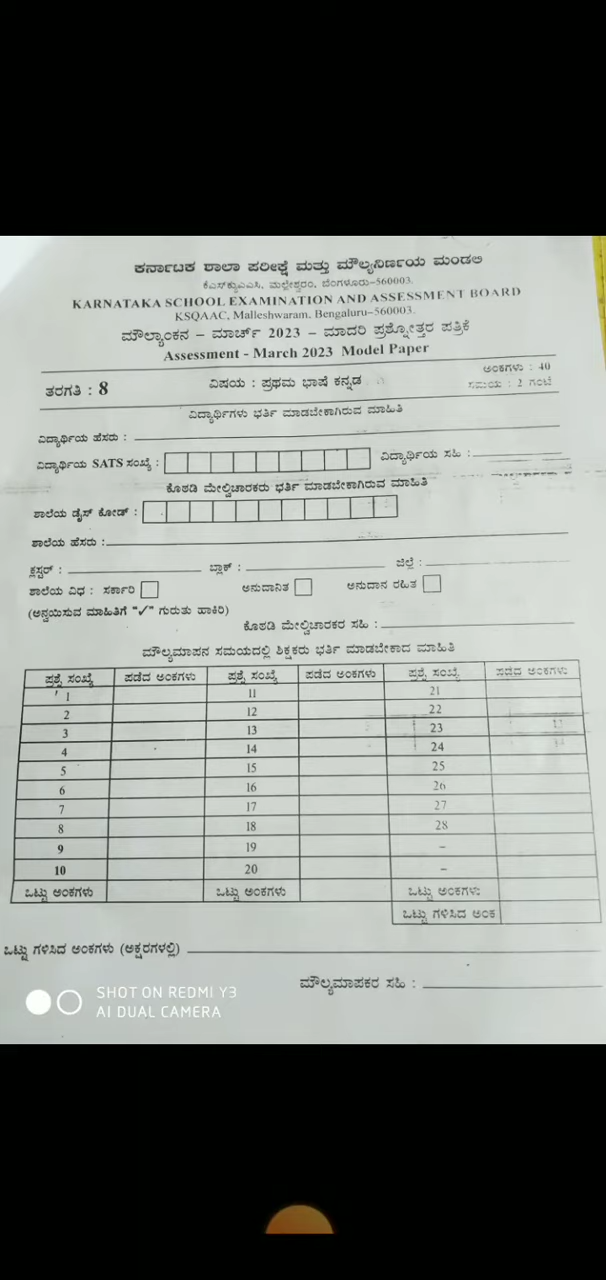 ಕರ್ನಾಟಕ ಶಾಲಾ ಪರೀಕ್ಷೆ ಮತ್ತು ಮೌಲ್ಯನಿರ್ಣಯ ಮಂಡಲಿ
ಕೆಎಸ್‌ಕ್ಯುಎಎಸಿ, ಮಲ್ಲೇಶ್ವರಂ, ಬೆಂಗಳೂರು-560003.
KARNATAKA SCHOOL EXAMINATION AND ASSESSMENT BOARD
KSQAAC, Malleshwaram, Bengaluru-560003.
ಮೌಲ್ಯಾಂಕನ - ಮಾರ್ಚ್ 2023 - ಮಾದರಿ ಪ್ರಶ್ನೋತ್ತರ ಪತ್ರಿಕೆ
Assessment - March 2023 Model Paper
ತರಗತಿ : 8 ವಿಷಯ : ಪ್ರಥಮ ಭಾಷೆ ಕನ್ನಡ ಅಂಕಗಳು : 40
ಸಮಯ : 2 ಗಂಟೆ
ವಿದ್ಯಾರ್ಥಿಗಳು ಭರ್ತಿ ಮಾಡಬೇಕಾಗಿರುವ ಮಾಹಿತಿ
ವಿದ್ಯಾರ್ಥಿಯ ಹೆಸರು :
ವಿದ್ಯಾರ್ಥಿಯ SATS ಸಂಖ್ಯೆ : ವಿದ್ಯಾರ್ಥಿಯ ಸಹಿ :
ಕೊಠಡಿ ಮೇಲ್ವಿಚಾರಕರು ಭರ್ತಿ ಮಾಡಬೇಕಾಗಿರುವ ಮಾಹಿತಿ
ಶಾಲೆಯ ಡೈಸ್ ಕೋಡ್ :
ಶಾಲೆಯ ಹೆಸರು :
ಕ್ಲಸ್ಟರ್ : ಬ್ಲಾಕ್ : ಜಿಲ್ಲೆ :
ಶಾಲೆಯ ವಿಧ : ಸರ್ಕಾರಿ ಅನುದಾನಿತ ಅನುದಾನ ರಹಿತ
(ಅನ್ವಯಿಸುವ ಮಾಹಿತಿಗೆ "✓" ಗುರುತು ಹಾಕಿರಿ)
ಕೊಠಡಿ ಮೇಲ್ವಿಚಾರಕರ ಸಹಿ :
ಮೌಲ್ಯಮಾಪನ ಸಮಯದಲ್ಲಿ ಶಿಕ್ಷಕರು ಭರ್ತಿ ಮಾಡಬೇಕಾದ ಮಾಹಿತಿ
ಪ್ರಶ್ನೆ ಸಂಖ್ಯೆ ಪಡೆದ ಅಂಕಗಳು ಪ್ರಶ್ನೆ ಸಂಖ್ಯೆ ಪಡೆದ ಅಂಕಗಳು ಪ್ರಶ್ನೆ ಸಂಖ್ಯೆ ಪಡೆದ ಅಂಕಗಳು
1 11 21
2 12 22
3 13 23
4 14 24
5 15 25
6 16 26
7 17 27
8 18 28
9 19 -
10 20 -
ಒಟ್ಟು ಅಂಕಗಳು ಒಟ್ಟು ಅಂಕಗಳು ಒಟ್ಟು ಅಂಕಗಳು
ಒಟ್ಟು ಗಳಿಸಿದ ಅಂಕ
ಒಟ್ಟು ಗಳಿಸಿದ ಅಂಕಗಳು (ಅಕ್ಷರಗಳಲ್ಲಿ)
ಮೌಲ್ಯಮಾಪಕರ ಸಹಿ :
SHOT ON REDMI Y3
AI DUAL CAMERA